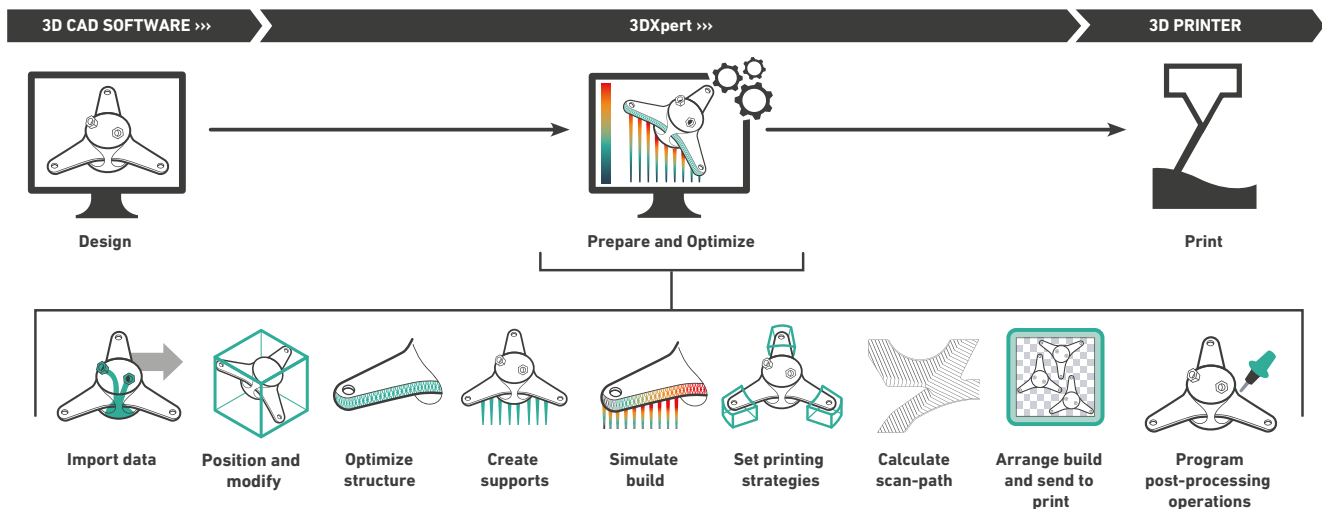 3D CAD SOFTWARE ›››
3DXpert ›››
3D PRINTER
Design
Prepare and Optimize
Print
Import data
Position and
modify
Optimize
structure
Create
supports
Simulate
build
Set printing
strategies
Calculate
scan-path
Arrange build
and send to
print
Program
post-processing
operations